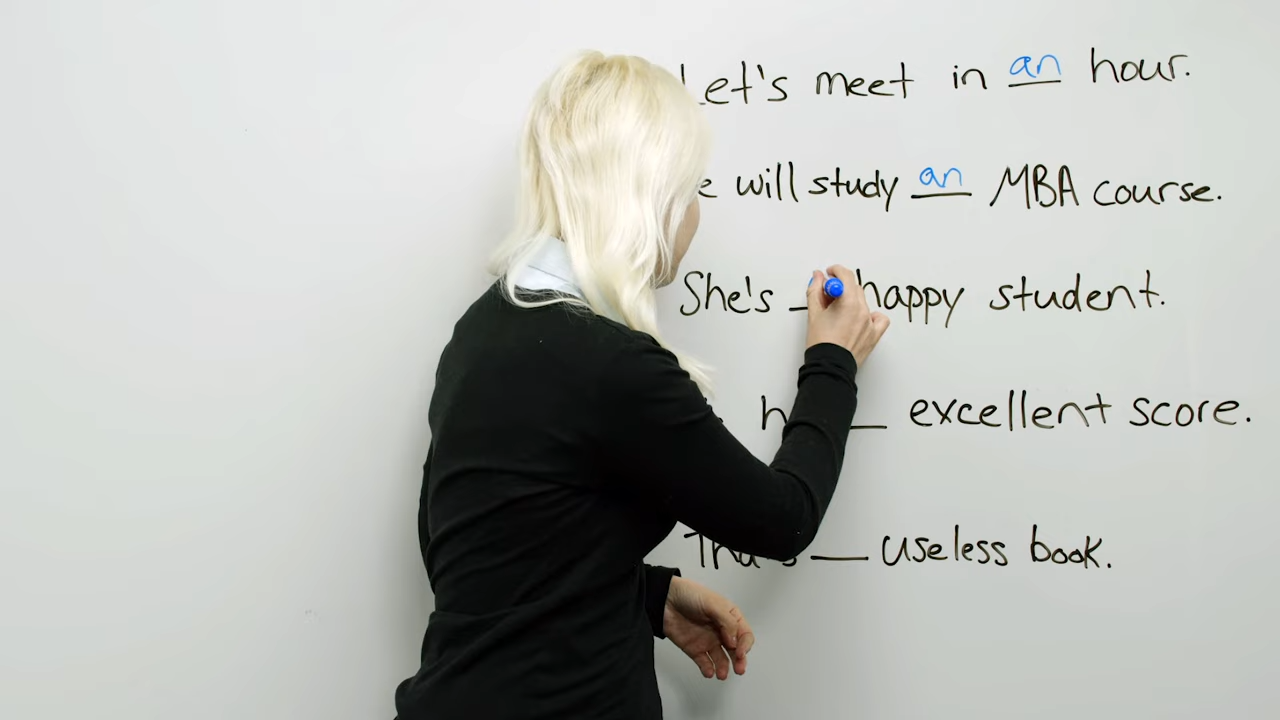 Let's meet in an hour.
will study an MBA course.
She's happy student.
excellent score.
useless book.